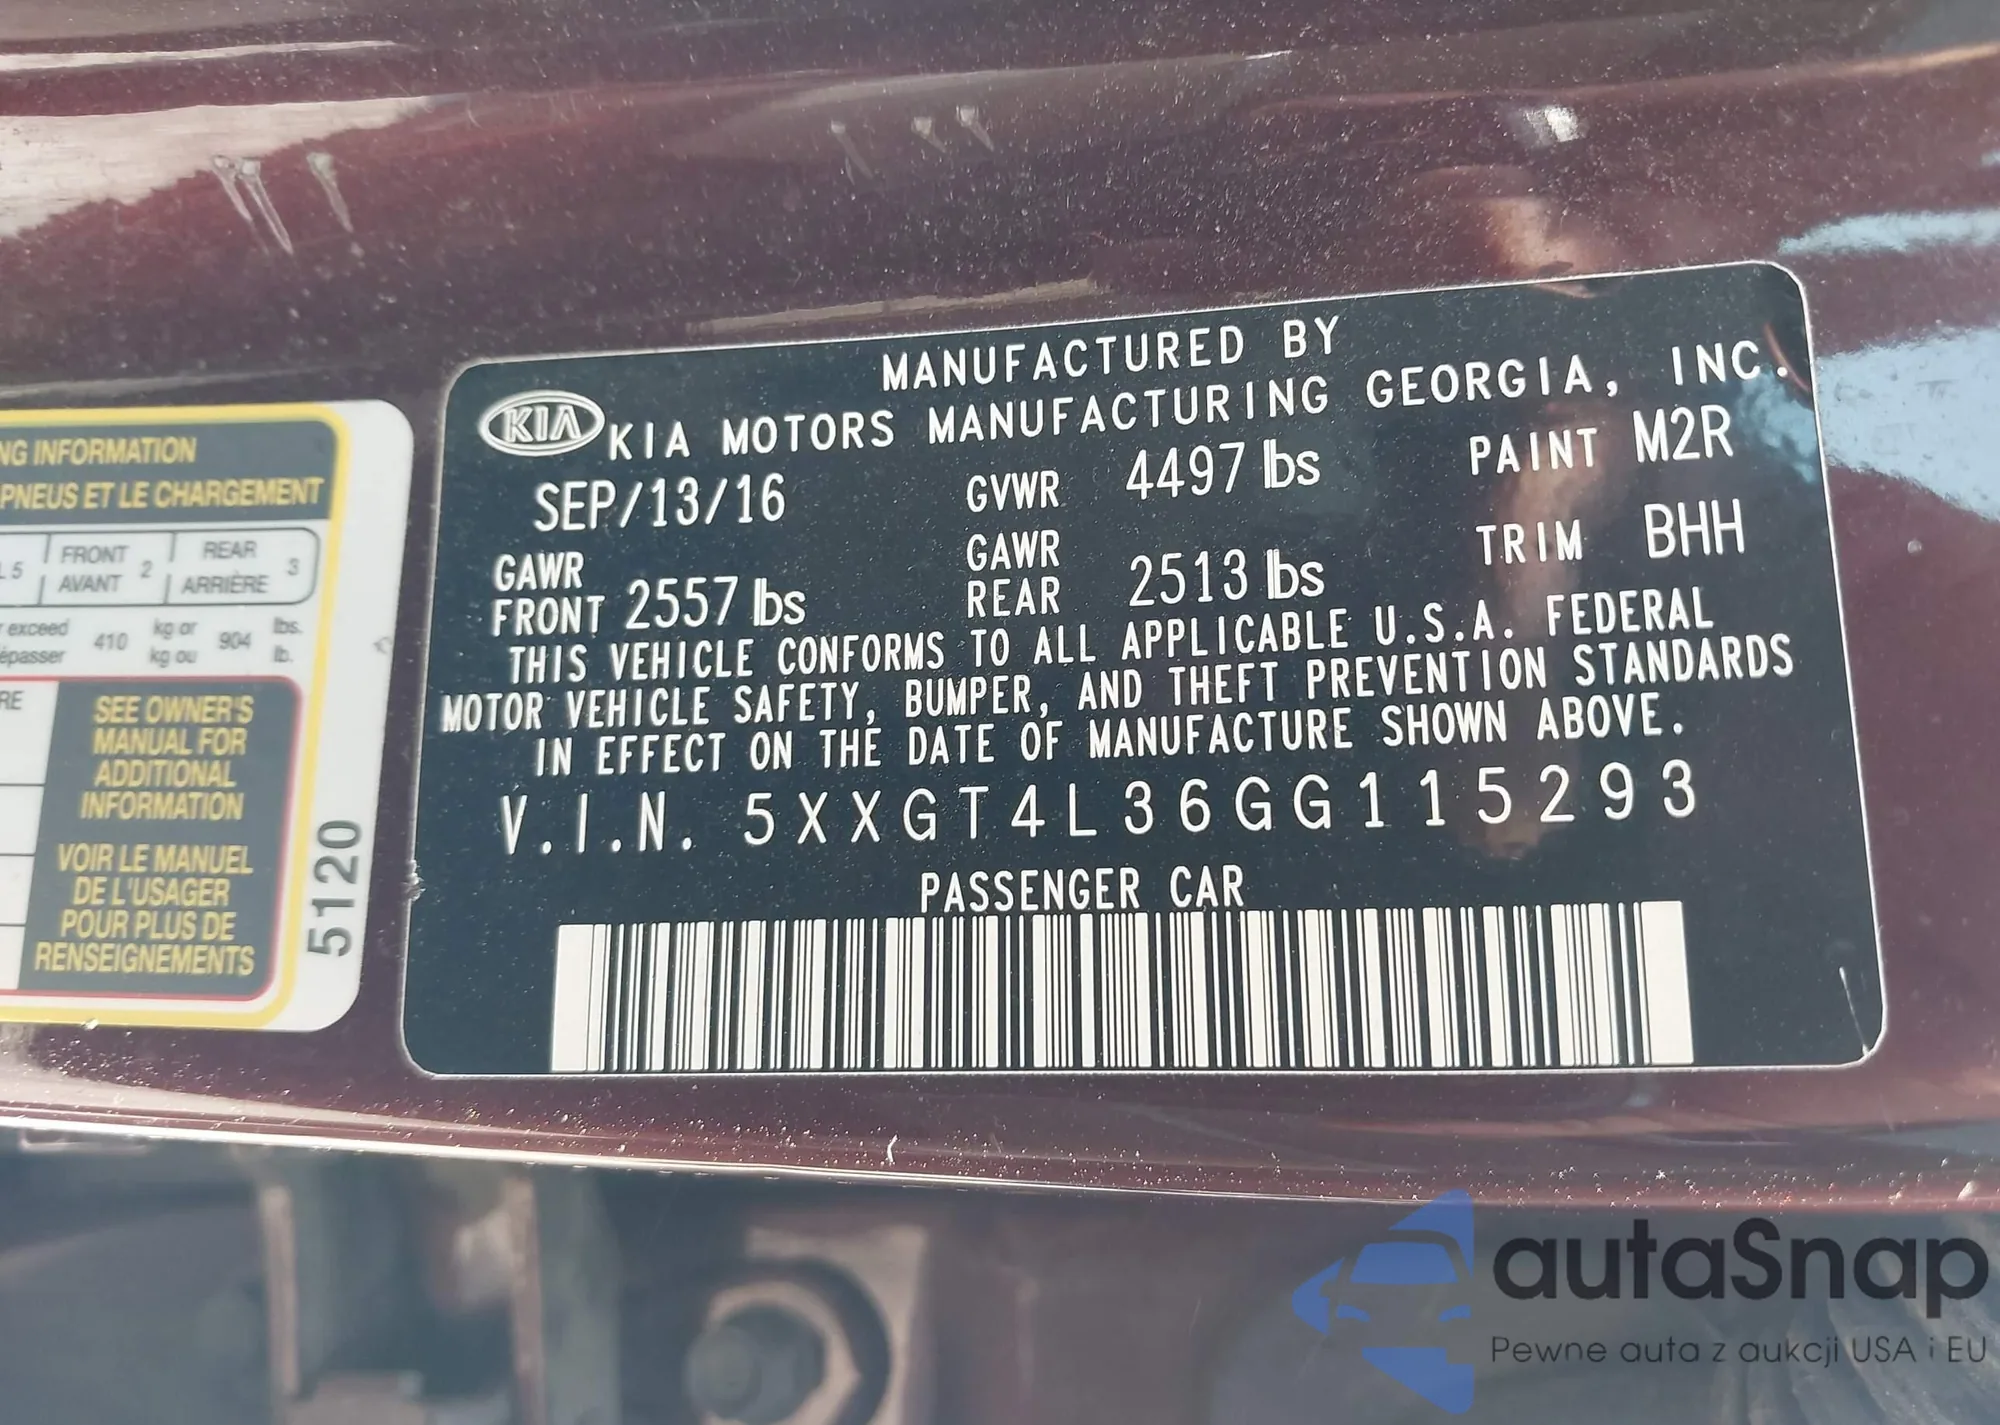 MANUFACTURED BY
KIA KIA MOTORS MANUFACTURING GEORGIA, INC.
SEP/13/16 GVWR 4497 lbs PAINT M2R
GAWR FRONT 2557 lbs GAWR REAR 2513 lbs TRIM BHH
THIS VEHICLE CONFORMS TO ALL APPLICABLE U.S.A. FEDERAL
MOTOR VEHICLE SAFETY, BUMPER, AND THEFT PREVENTION STANDARDS
IN EFFECT ON THE DATE OF MANUFACTURE SHOWN ABOVE.
V.I.N. 5XXGT4L36GG115293
PASSENGER CAR
NG INFORMATION
PNEUS ET LE CHARGEMENT
L 5 FRONT AVANT 2 REAR ARRIÈRE 3
r exceed 410 kg or 904 lbs.
épasser kg ou lb.
RE
SEE OWNER'S
MANUAL FOR
ADDITIONAL
INFORMATION
VOIR LE MANUEL
DE L'USAGER
POUR PLUS DE
RENSEIGNEMENTS
5120
autaSnap
Pewne auta z aukcji USA i EU